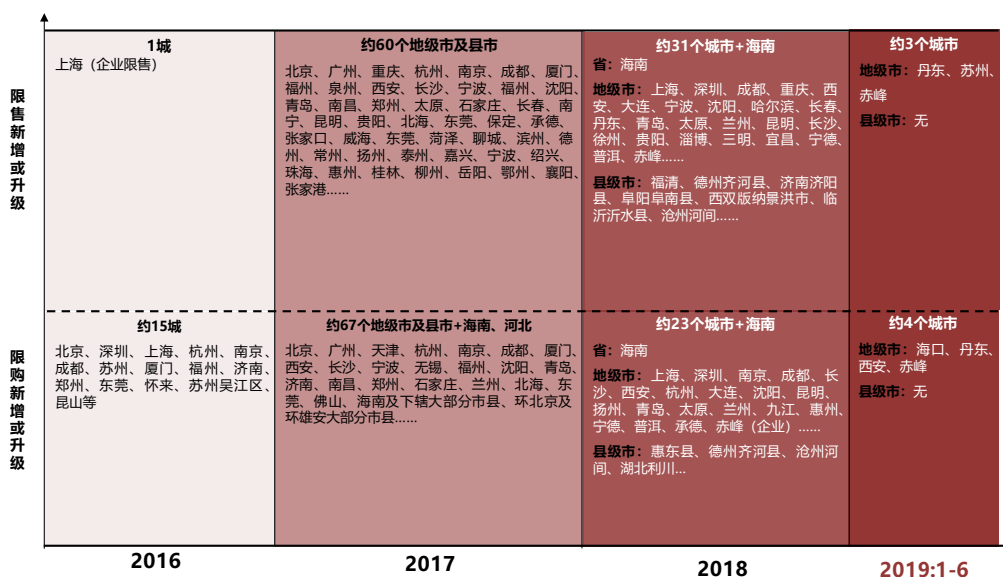 限售新增或升级
1城
上海（企业限售）
约60个地级市及县市
北京、广州、重庆、杭州、南京、成都、厦门、
福州、泉州、西安、长沙、宁波、福州、沈阳、
青岛、南昌、郑州、太原、石家庄、长春、南
宁、昆明、贵阳、北海、东莞、保定、承德、
张家口、威海、东莞、菏泽、聊城、滨州、德
州、常州、扬州、泰州、嘉兴、宁波、绍兴、
珠海、惠州、桂林、柳州、岳阳、鄂州、襄阳、
张家港……
约31个城市+海南
省：海南
地级市：上海、深圳、成都、重庆、西
安、大连、宁波、沈阳、哈尔滨、长春、
丹东、青岛、太原、兰州、昆明、长沙、
徐州、贵阳、淄博、三明、宜昌、宁德、
普洱、赤峰……
县级市：福清、德州齐河县、济南济阳
县、阜阳阜南县、西双版纳景洪市、临
沂沂水县、沧州河间……
约3个城市
地级市：丹东、苏州、
赤峰
县级市：无
限购新增或升级
约15城
北京、深圳、上海、杭州、南京、
成都、苏州、厦门、福州、济南、
郑州、东莞、怀来、苏州吴江区、
昆山等
约67个地级市及县市+海南、河北
北京、广州、天津、杭州、南京、成都、厦门、
西安、长沙、宁波、无锡、福州、沈阳、青岛、
济南、南昌、郑州、石家庄、兰州、北海、东
莞、佛山、海南及下辖大部分市县、环北京及
环雄安大部分市县……
约23个城市+海南
省：海南
地级市：上海、深圳、南京、成都、长
沙、西安、杭州、大连、沈阳、昆明、
扬州、青岛、太原、兰州、九江、惠州、
宁德、普洱、承德、赤峰（企业）……
县级市：惠东县、德州齐河县、沧州河
间、湖北利川...
约4个城市
地级市：海口、丹东、
西安、赤峰
县级市：无
2016
2017
2018
2019:1-6